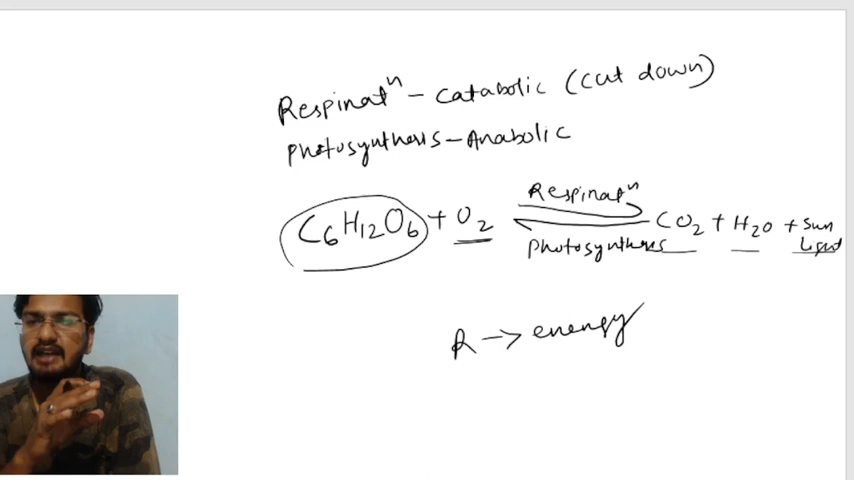 Respiratⁿ - Catabolic (Cut down)
Photosynthesis - Anabolic
Respiratⁿ
C6H12O6 + O2 ⇌ CO2 + H2O + Sun Light
Photosynthesis
R → energy